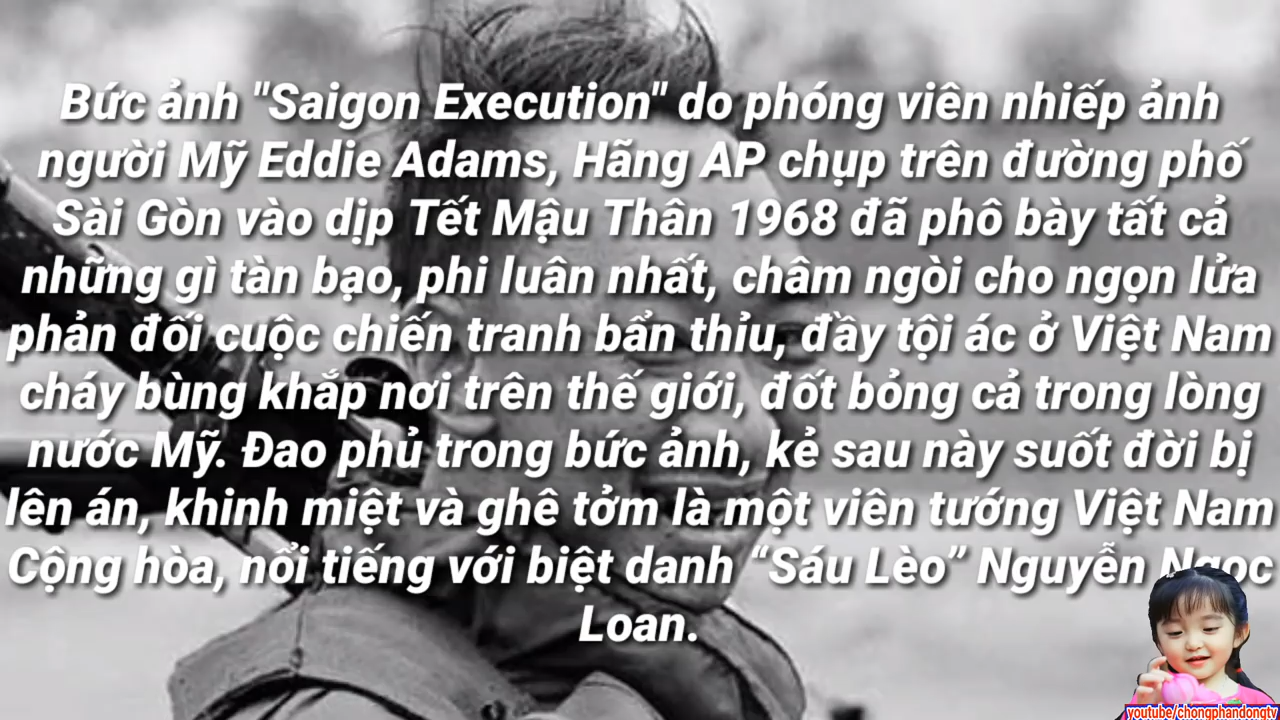 Bức ảnh "Saigon Execution" do phóng viên nhiếp ảnh
người Mỹ Eddie Adams, Hãng AP chụp trên đường phố
Sài Gòn vào dịp Tết Mậu Thân 1968 đã phô bày tất cả
những gì tàn bạo, phi luân nhất, châm ngòi cho ngọn lửa
phản đối cuộc chiến tranh bẩn thỉu, đầy tội ác ở Việt Nam
cháy bùng khắp nơi trên thế giới, đốt bỏng cả trong lòng
nước Mỹ. Đao phủ trong bức ảnh, kẻ sau này suốt đời bị
lên án, khinh miệt và ghê tởm là một viên tướng Việt Nam
Cộng hòa, nổi tiếng với biệt danh “Sáu Lèo” Nguyễn Ngọc
Loan.
youtube/chongphandongtv